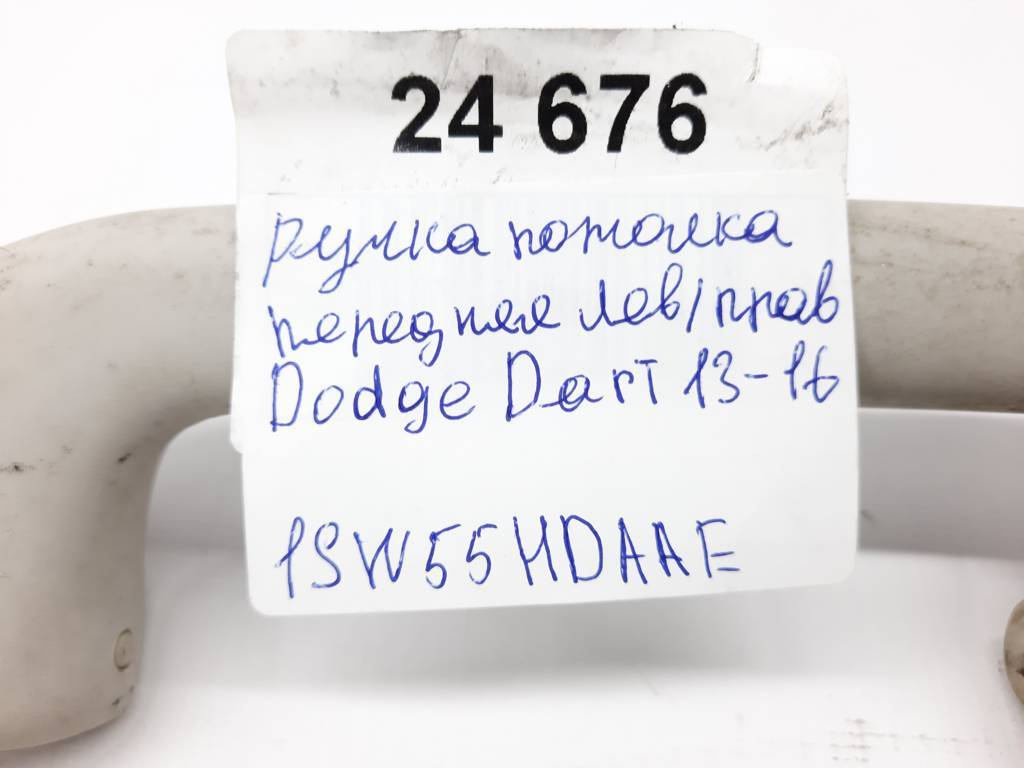 24 676
ручка потолка
передняя лев/прав
Dodge Dart 13-16
1SW55HDAAE